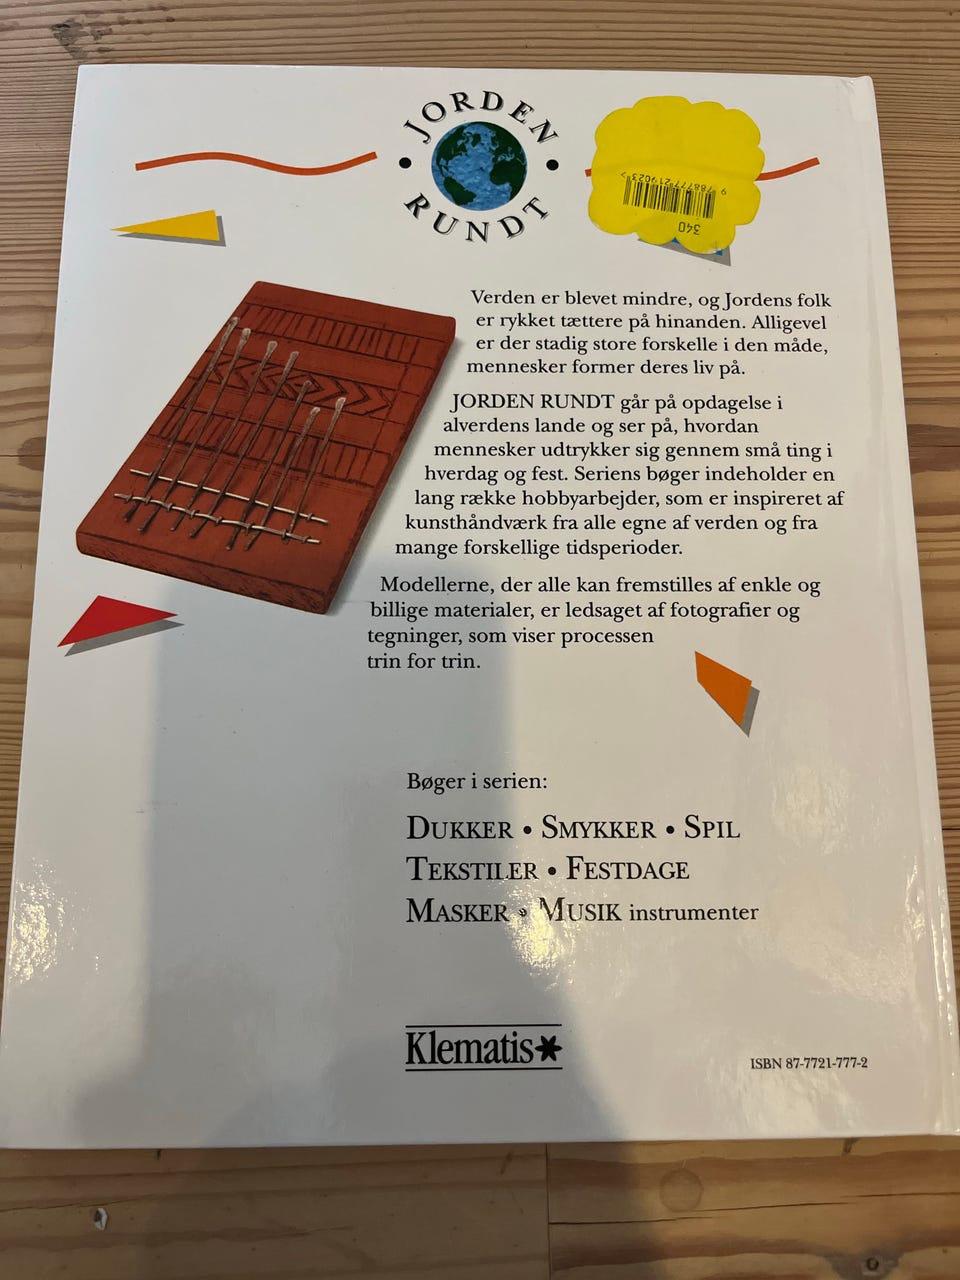 JORDEN
RUNDT
340
Verden er blevet mindre, og Jordens folk
er rykket tættere på hinanden. Alligevel
er der stadig store forskelle i den måde,
mennesker former deres liv på.
JORDEN RUNDT går på opdagelse i
alverdens lande og ser på, hvordan
mennesker udtrykker sig gennem små ting i
hverdag og fest. Seriens bøger indeholder en
lang række hobbyarbejder, som er inspireret af
kunsthåndværk fra alle egne af verden og fra
mange forskellige tidsperioder.
Modellerne, der alle kan fremstilles af enkle og
billige materialer, er ledsaget af fotografier og
tegninger, som viser processen
trin for trin.
Bøger i serien:
DUKKER • SMYKKER • SPIL
TEKSTILER • FESTDAGE
MASKER • MUSIK instrumenter
Klematis
ISBN 87-7721-777-2